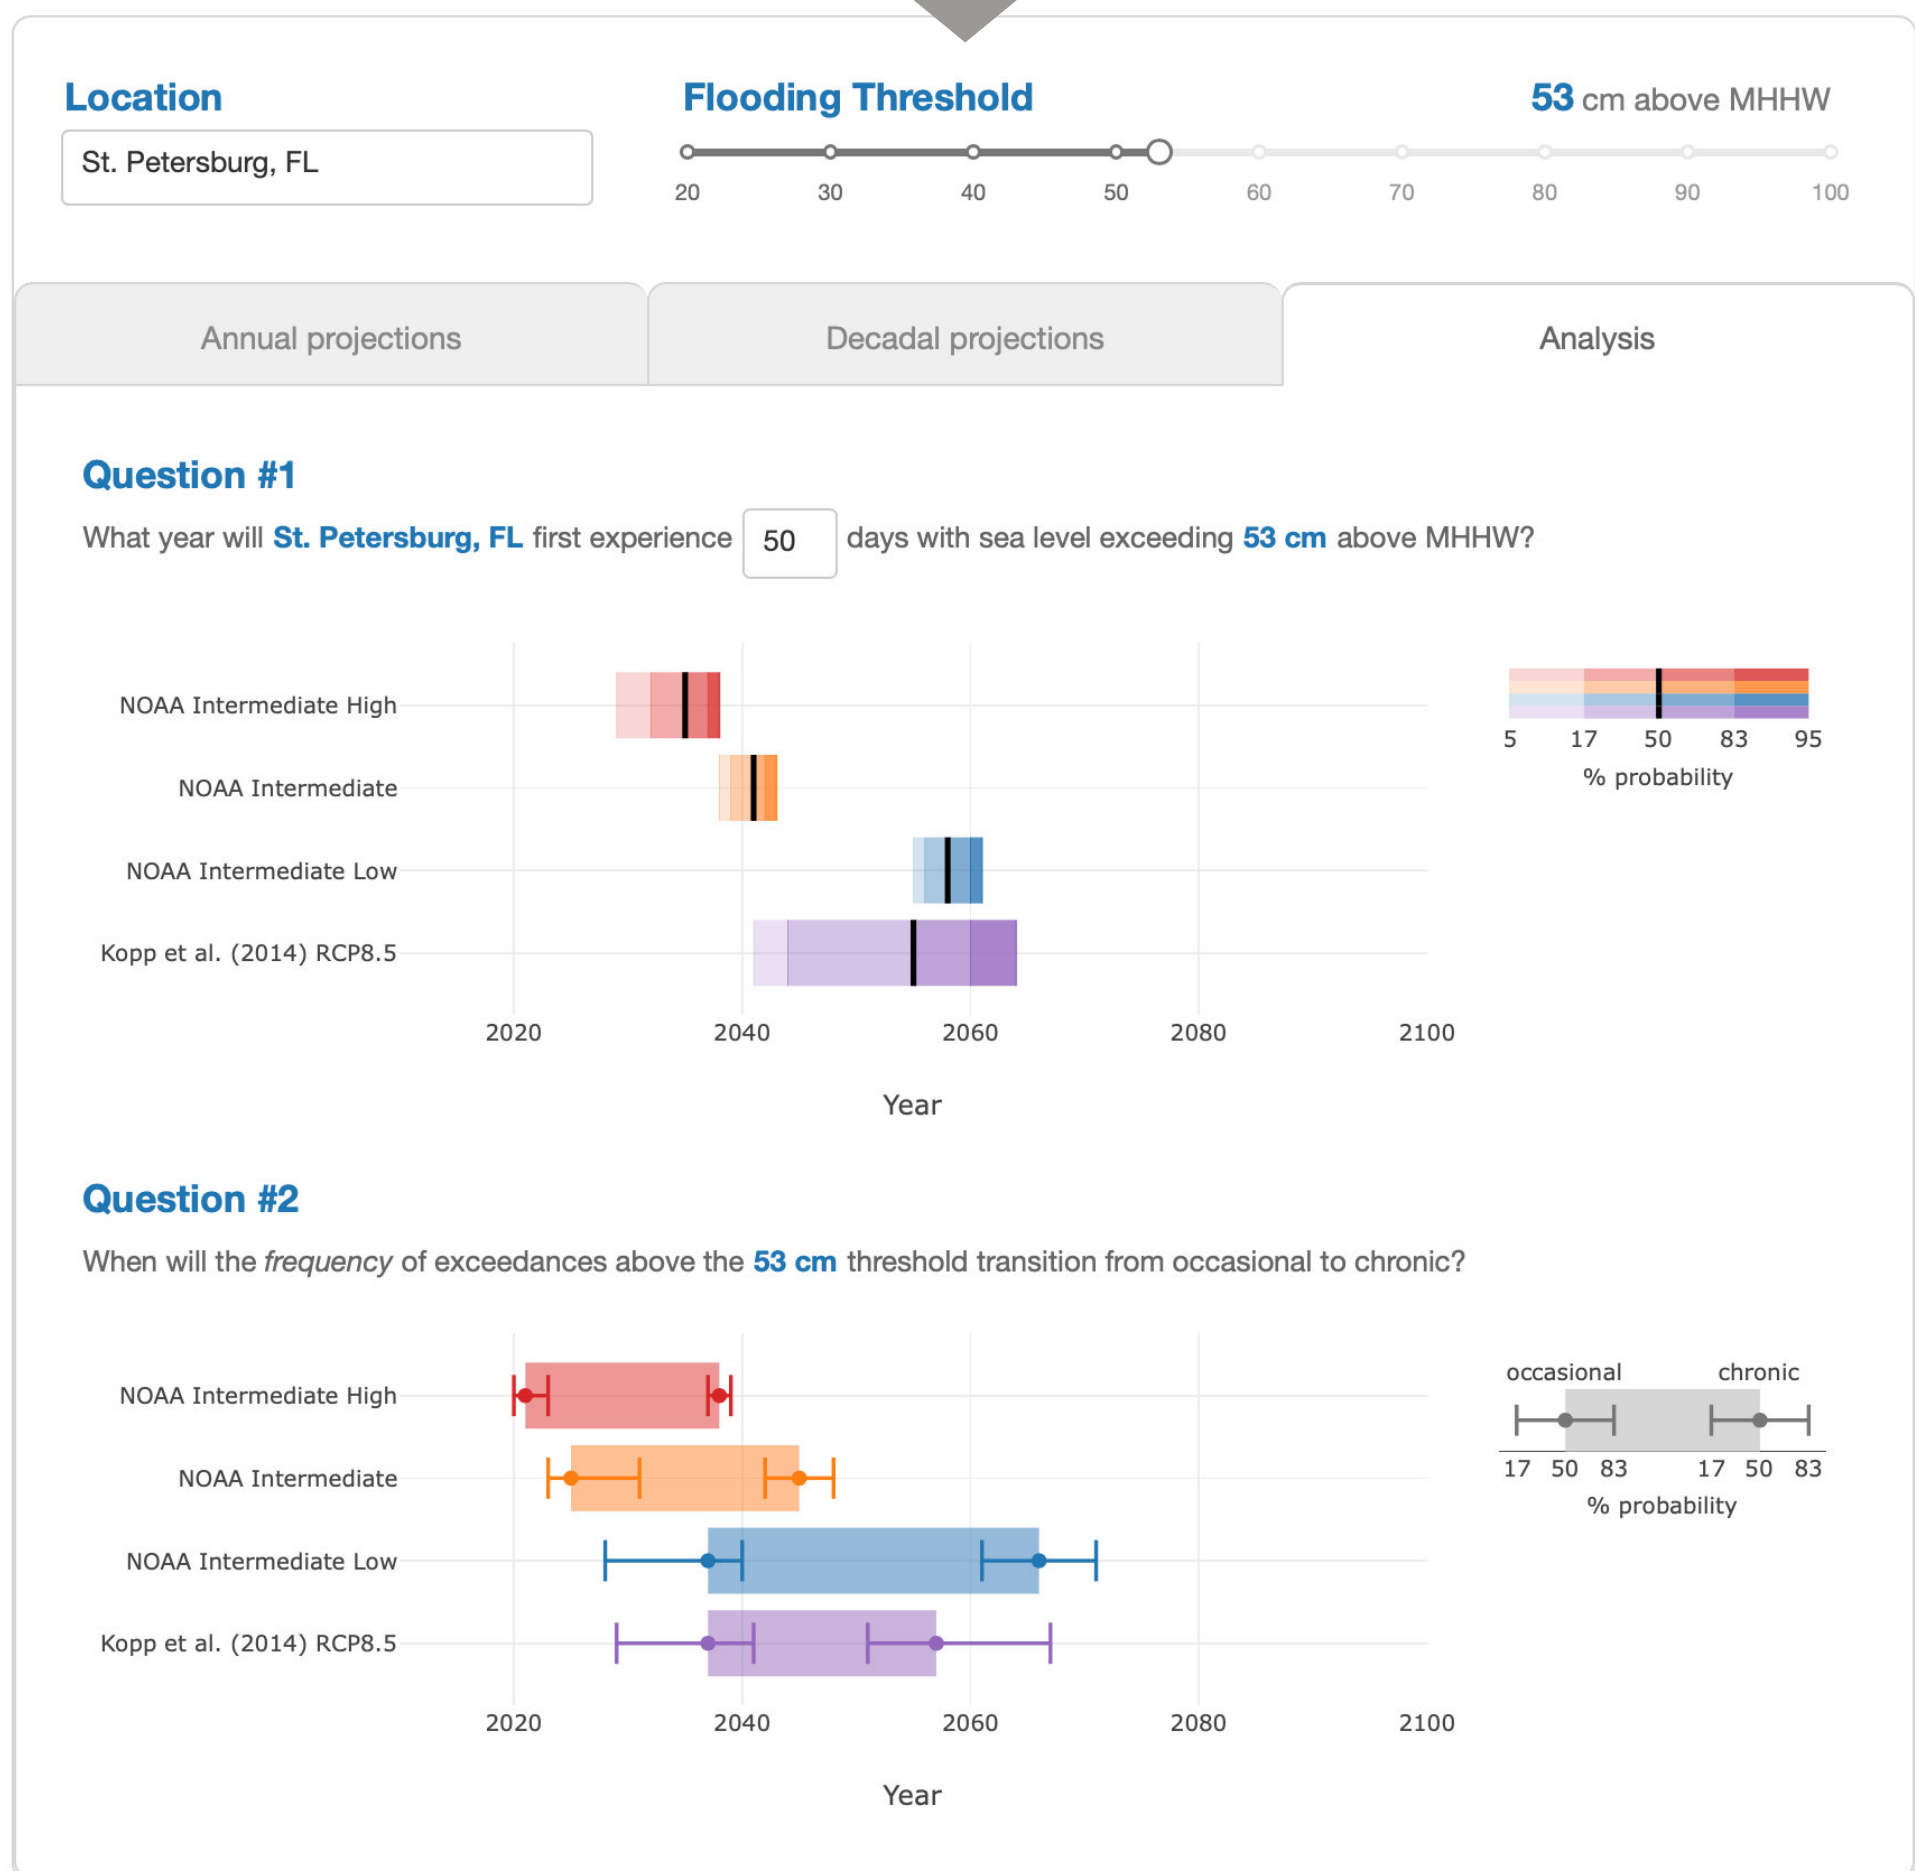 Location
Flooding Threshold
53 cm above MHHW
St. Petersburg, FL
20 30 40 50 60 70 80 90 100
Annual projections
Decadal projections
Analysis
Question #1
What year will St. Petersburg, FL first experience 50 days with sea level exceeding 53 cm above MHHW?
NOAA Intermediate High
NOAA Intermediate
NOAA Intermediate Low
Kopp et al. (2014) RCP8.5
2020 2040 2060 2080 2100
Year
5 17 50 83 95
% probability
Question #2
When will the frequency of exceedances above the 53 cm threshold transition from occasional to chronic?
NOAA Intermediate High
NOAA Intermediate
NOAA Intermediate Low
Kopp et al. (2014) RCP8.5
2020 2040 2060 2080 2100
Year
occasional chronic
17 50 83 17 50 83
% probability